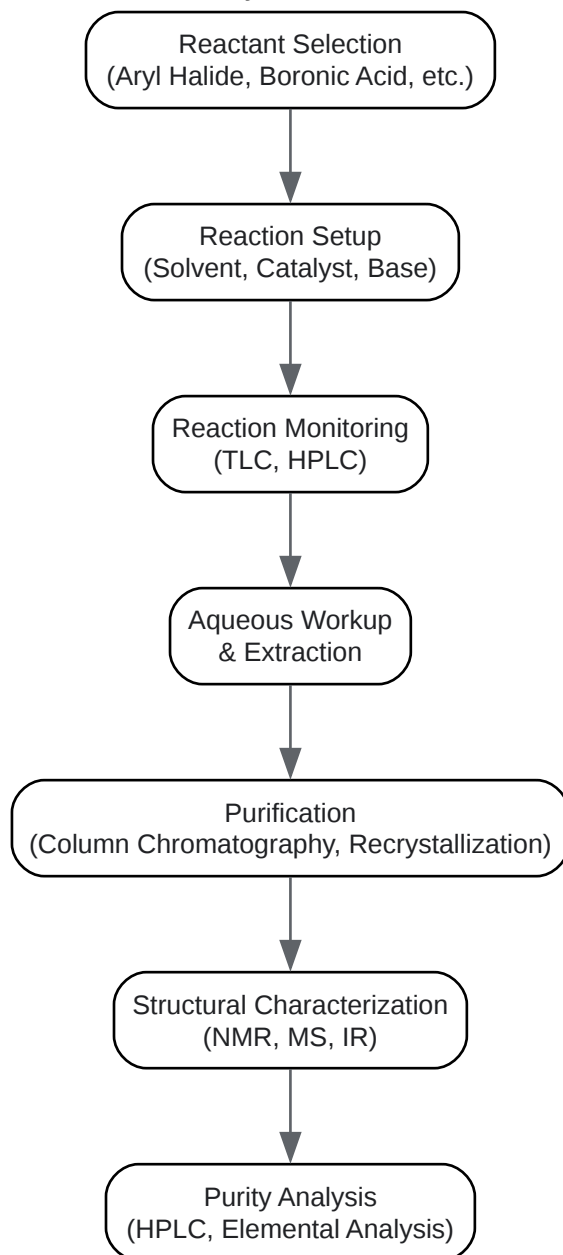 Reactant Selection
(Aryl Halide, Boronic Acid, etc.)
Reaction Setup
(Solvent, Catalyst, Base)
Reaction Monitoring
(TLC, HPLC)
Aqueous Workup
& Extraction
Purification
(Column Chromatography, Recrystallization)
Structural Characterization
(NMR, MS, IR)
Purity Analysis
(HPLC, Elemental Analysis)